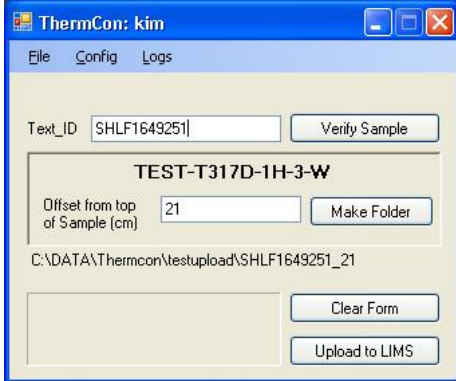 ThermCon: kim
File Config Logs
Text_ID SHLF1649251 Verify Sample
TEST-T317D-1H-3-W
Offset from top
of Sample (cm) 21 Make Folder
C:\DATA\Thermcon\testupload\SHLF1649251_21
Clear Form
Upload to LIMS